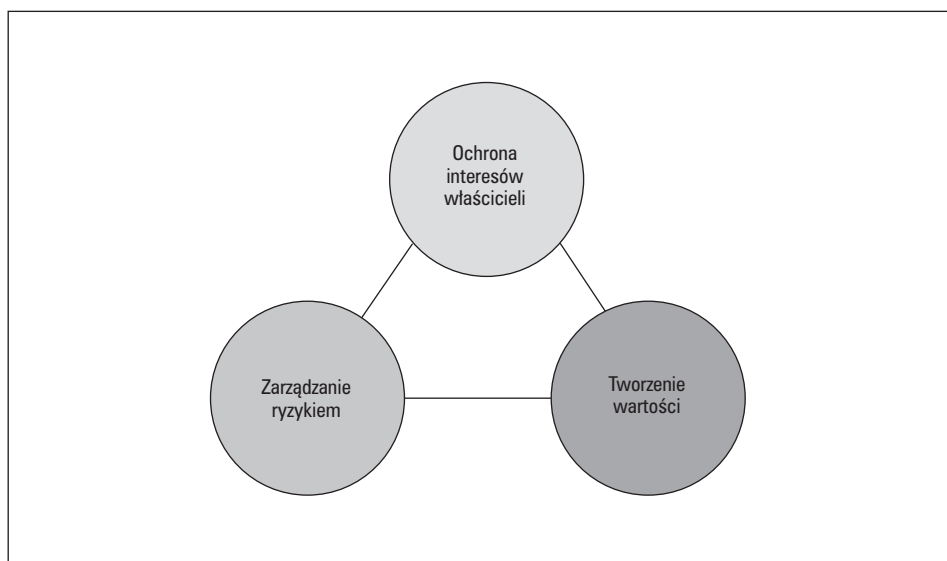 Ochrona
interesów
właścicieli
Zarządzanie
ryzykiem
Tworzenie
wartości